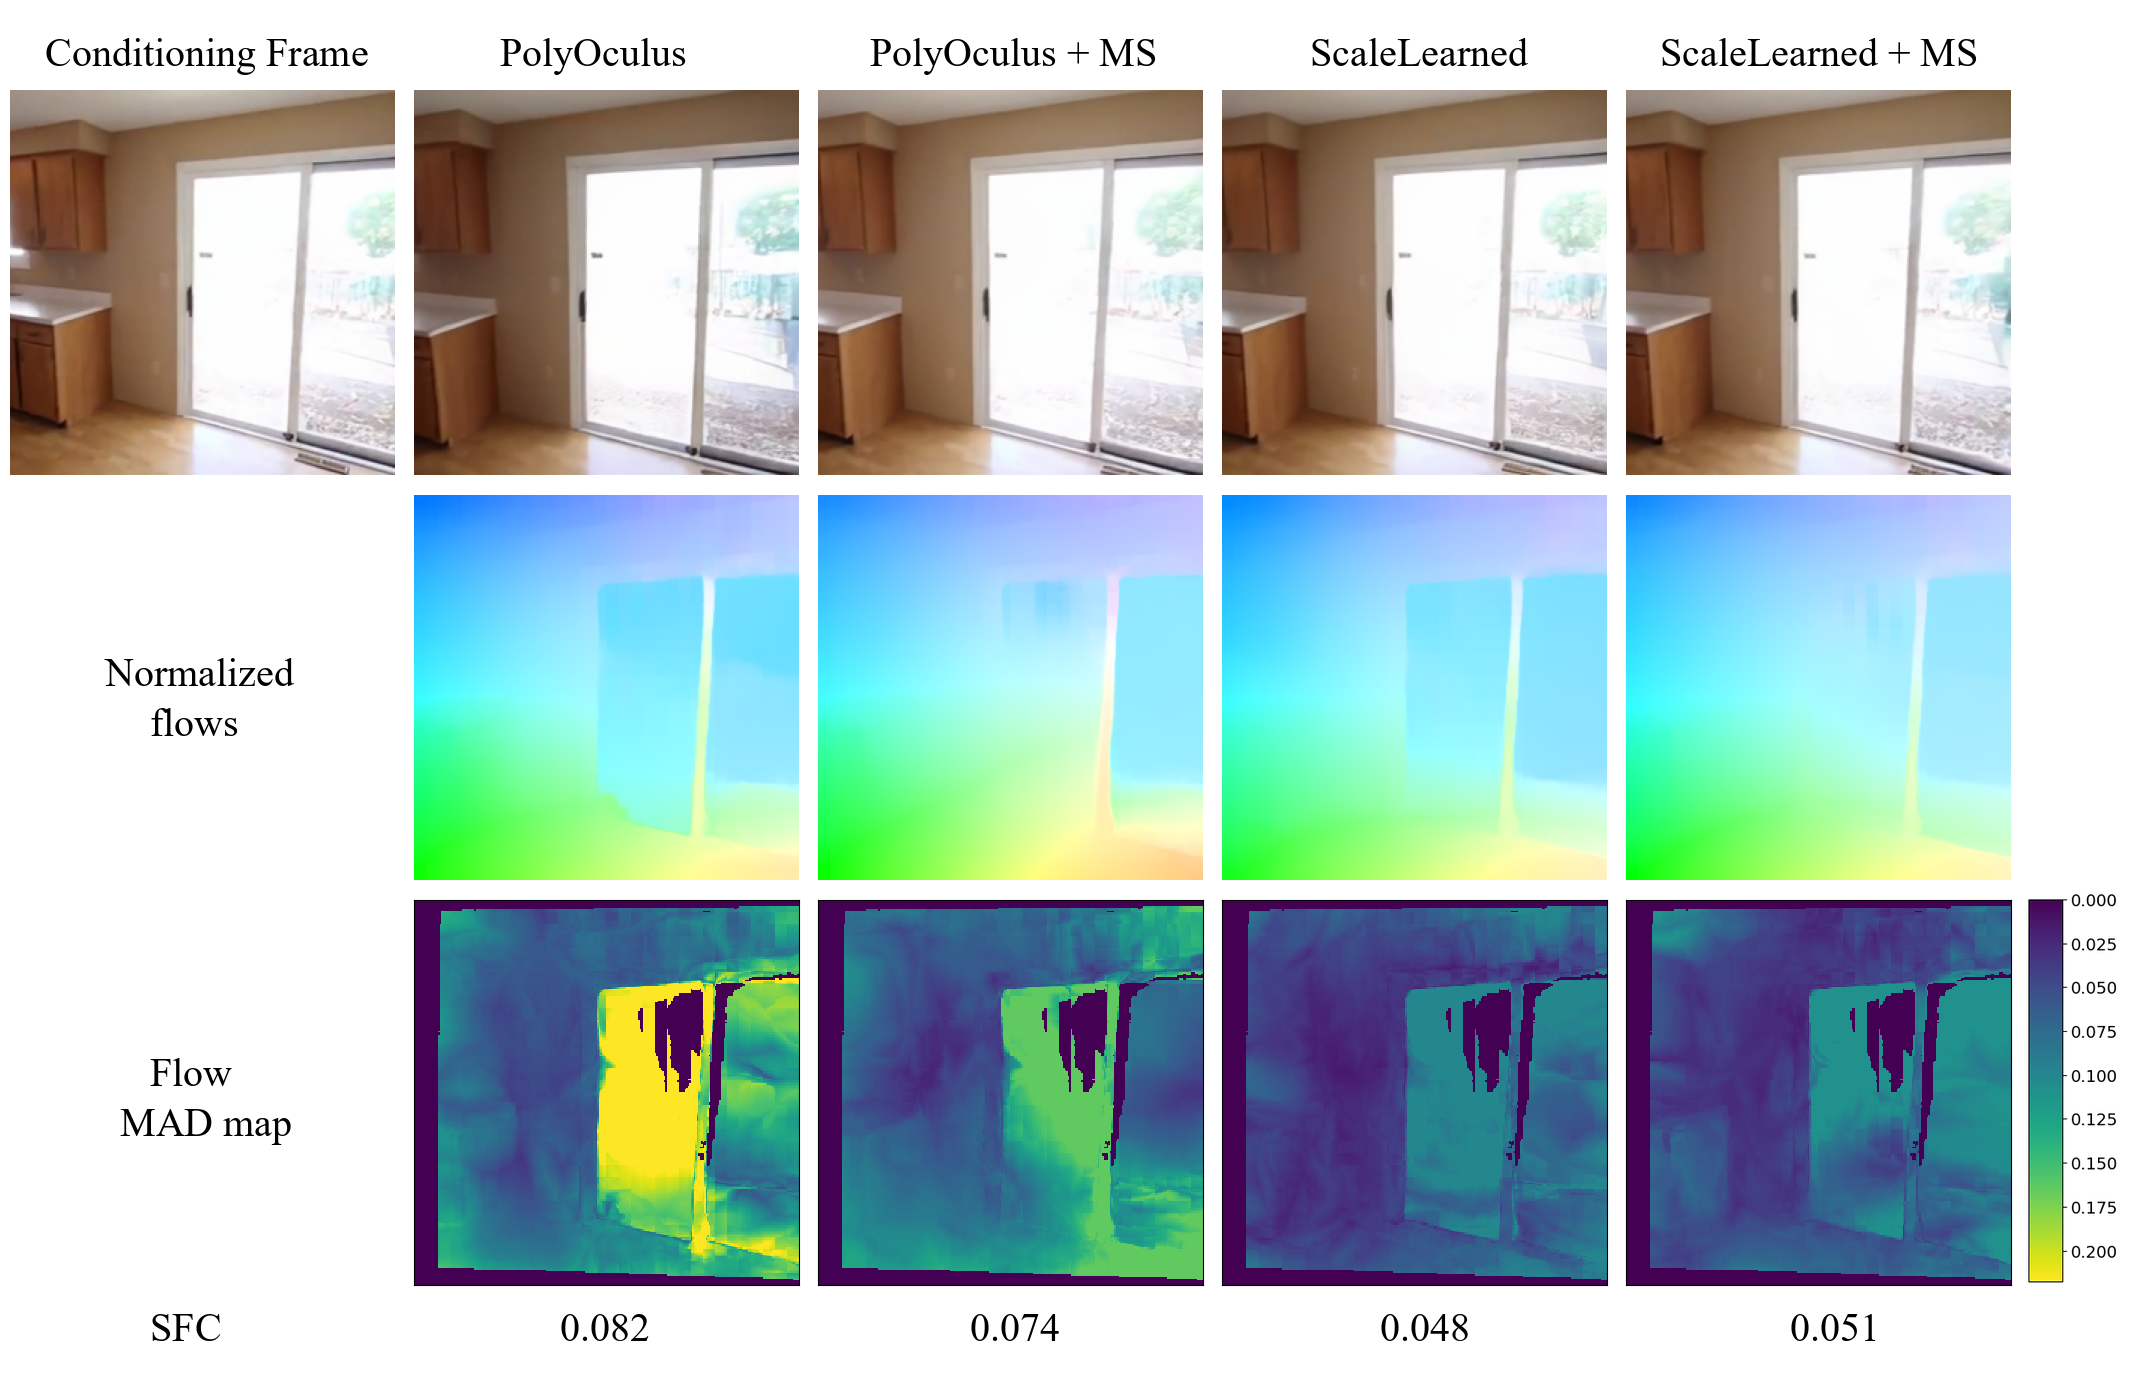 Conditioning Frame
PolyOculus
PolyOculus + MS
ScaleLearned
ScaleLearned + MS
Normalized
flows
Flow
MAD map
0.000
0.025
0.050
0.075
0.100
0.125
0.150
0.175
0.200
SFC
0.082
0.074
0.048
0.051